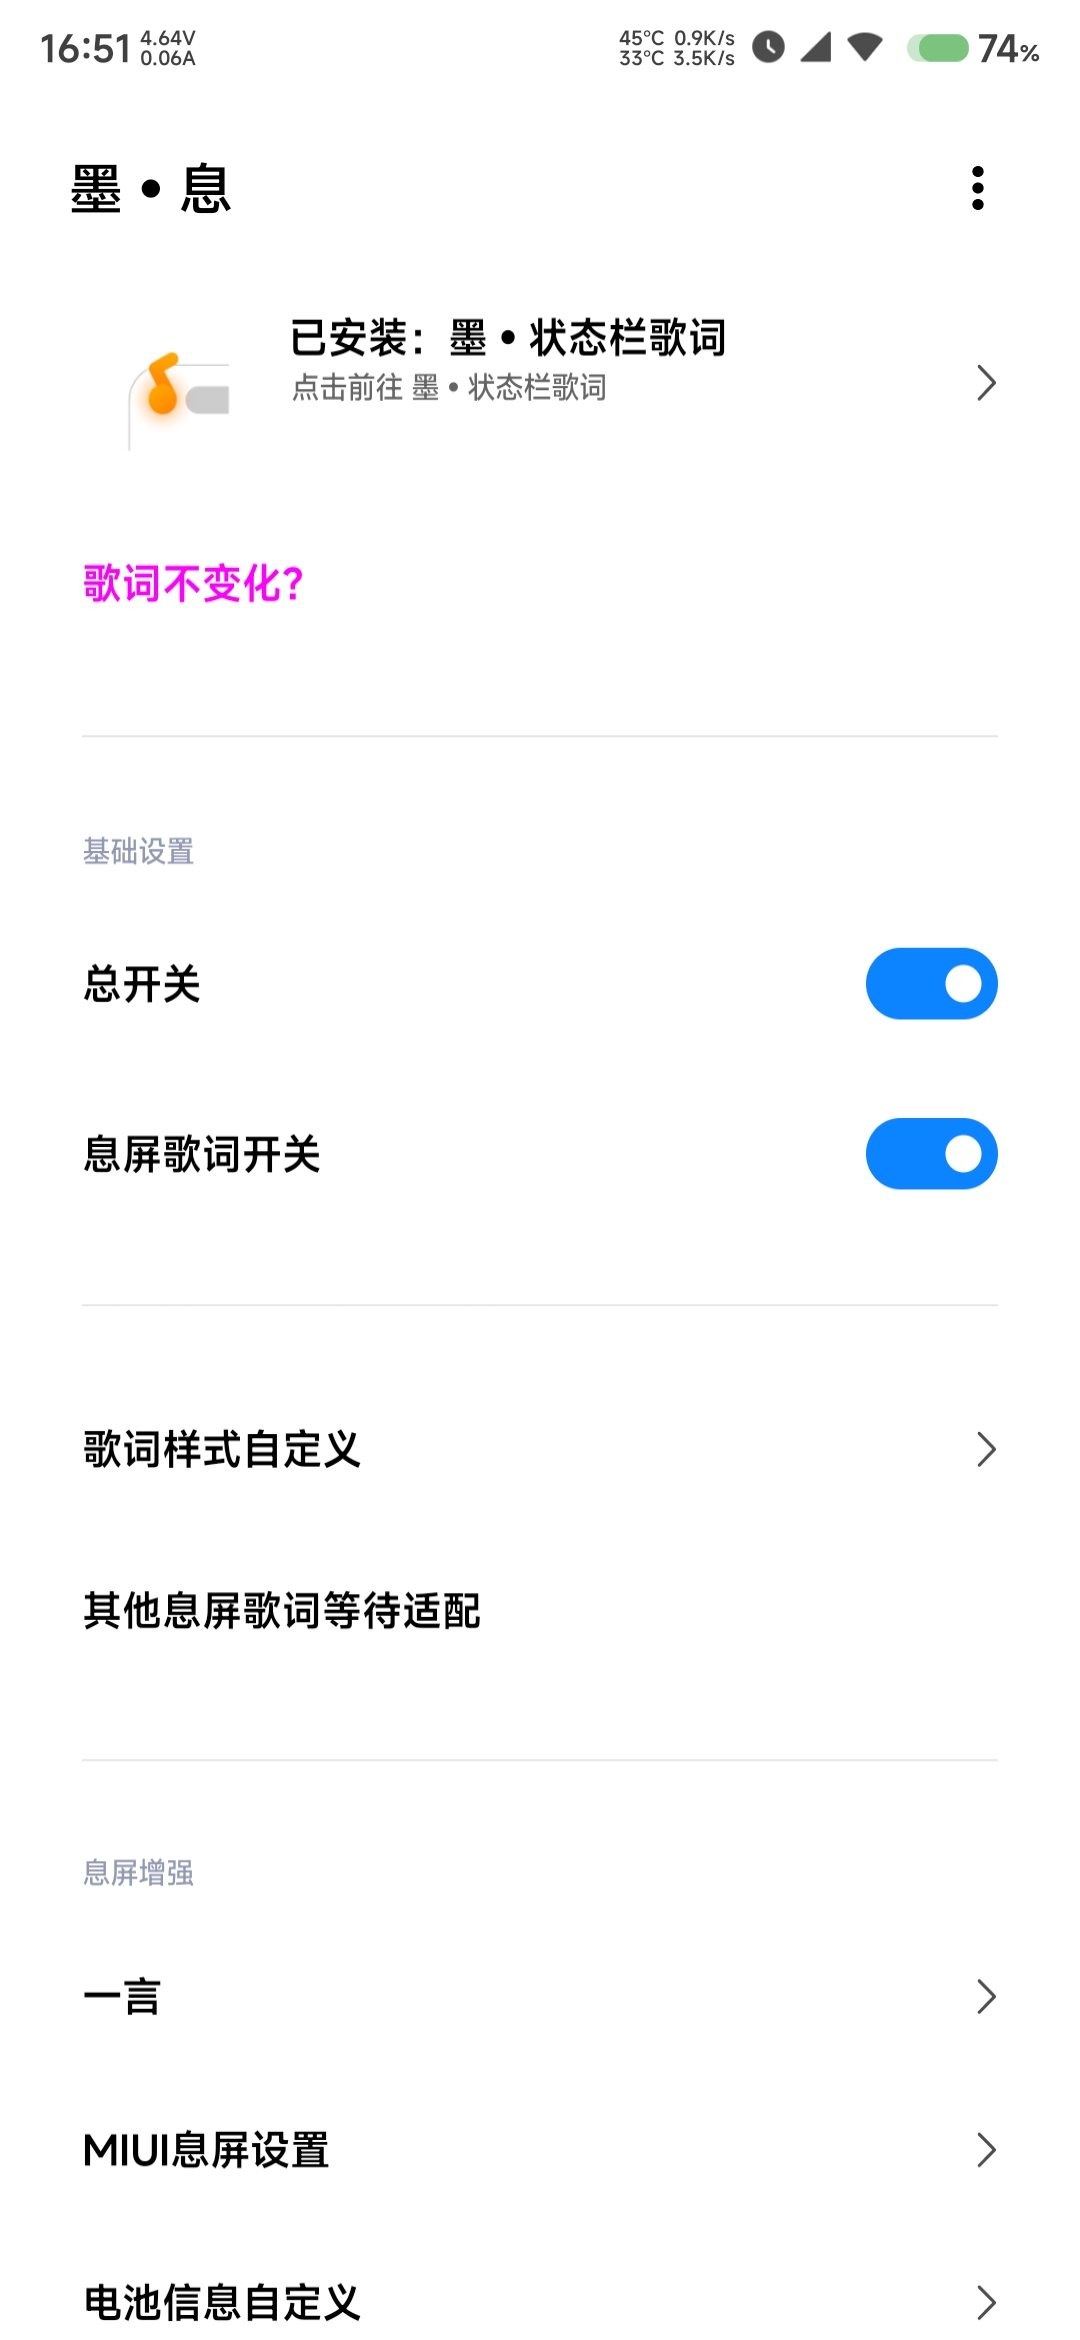 16:51 4.64V 0.06A 45°C 0.9K/s 33°C 3.5K/s 74%
墨•息
已安装：墨•状态栏歌词
点击前往 墨•状态栏歌词
歌词不变化？
基础设置
总开关
息屏歌词开关
歌词样式自定义
其他息屏歌词等待适配
息屏增强
一言
MIUI息屏设置
电池信息自定义